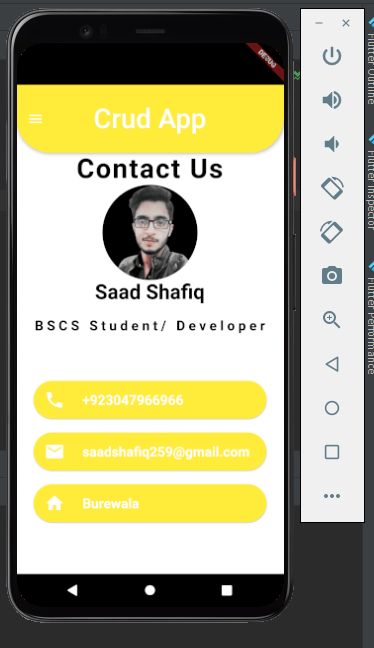 DEBUG
Crud App
Contact Us
Saad Shafiq
BSCS Student/ Developer
+923047966966
saadshafiq259@gmail.com
Burewala
Flutter Outline
Flutter Inspector
Flutter Performance